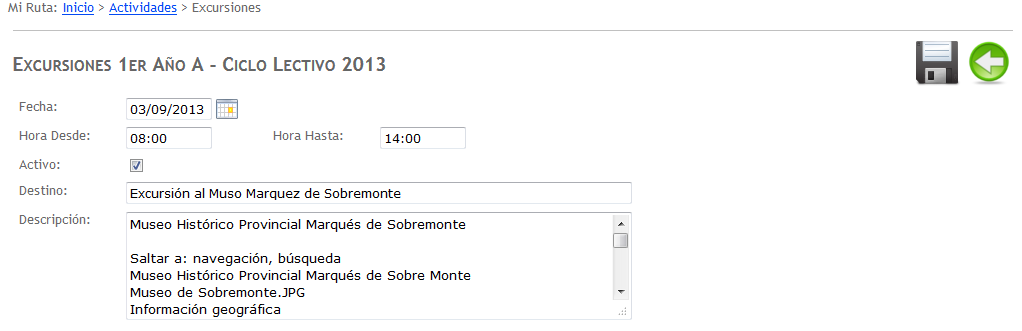 Mi Ruta: Inicio > Actividades > Excursiones
Excursiones 1er Año A - Ciclo Lectivo 2013
Fecha: 03/09/2013
Hora Desde: 08:00 Hora Hasta: 14:00
Activo:
Destino: Excursión al Muso Marquez de Sobremonte
Descripción: Museo Histórico Provincial Marqués de Sobremonte
Saltar a: navegación, búsqueda
Museo Histórico Provincial Marqués de Sobre Monte
Museo de Sobremonte.JPG
Información geográfica